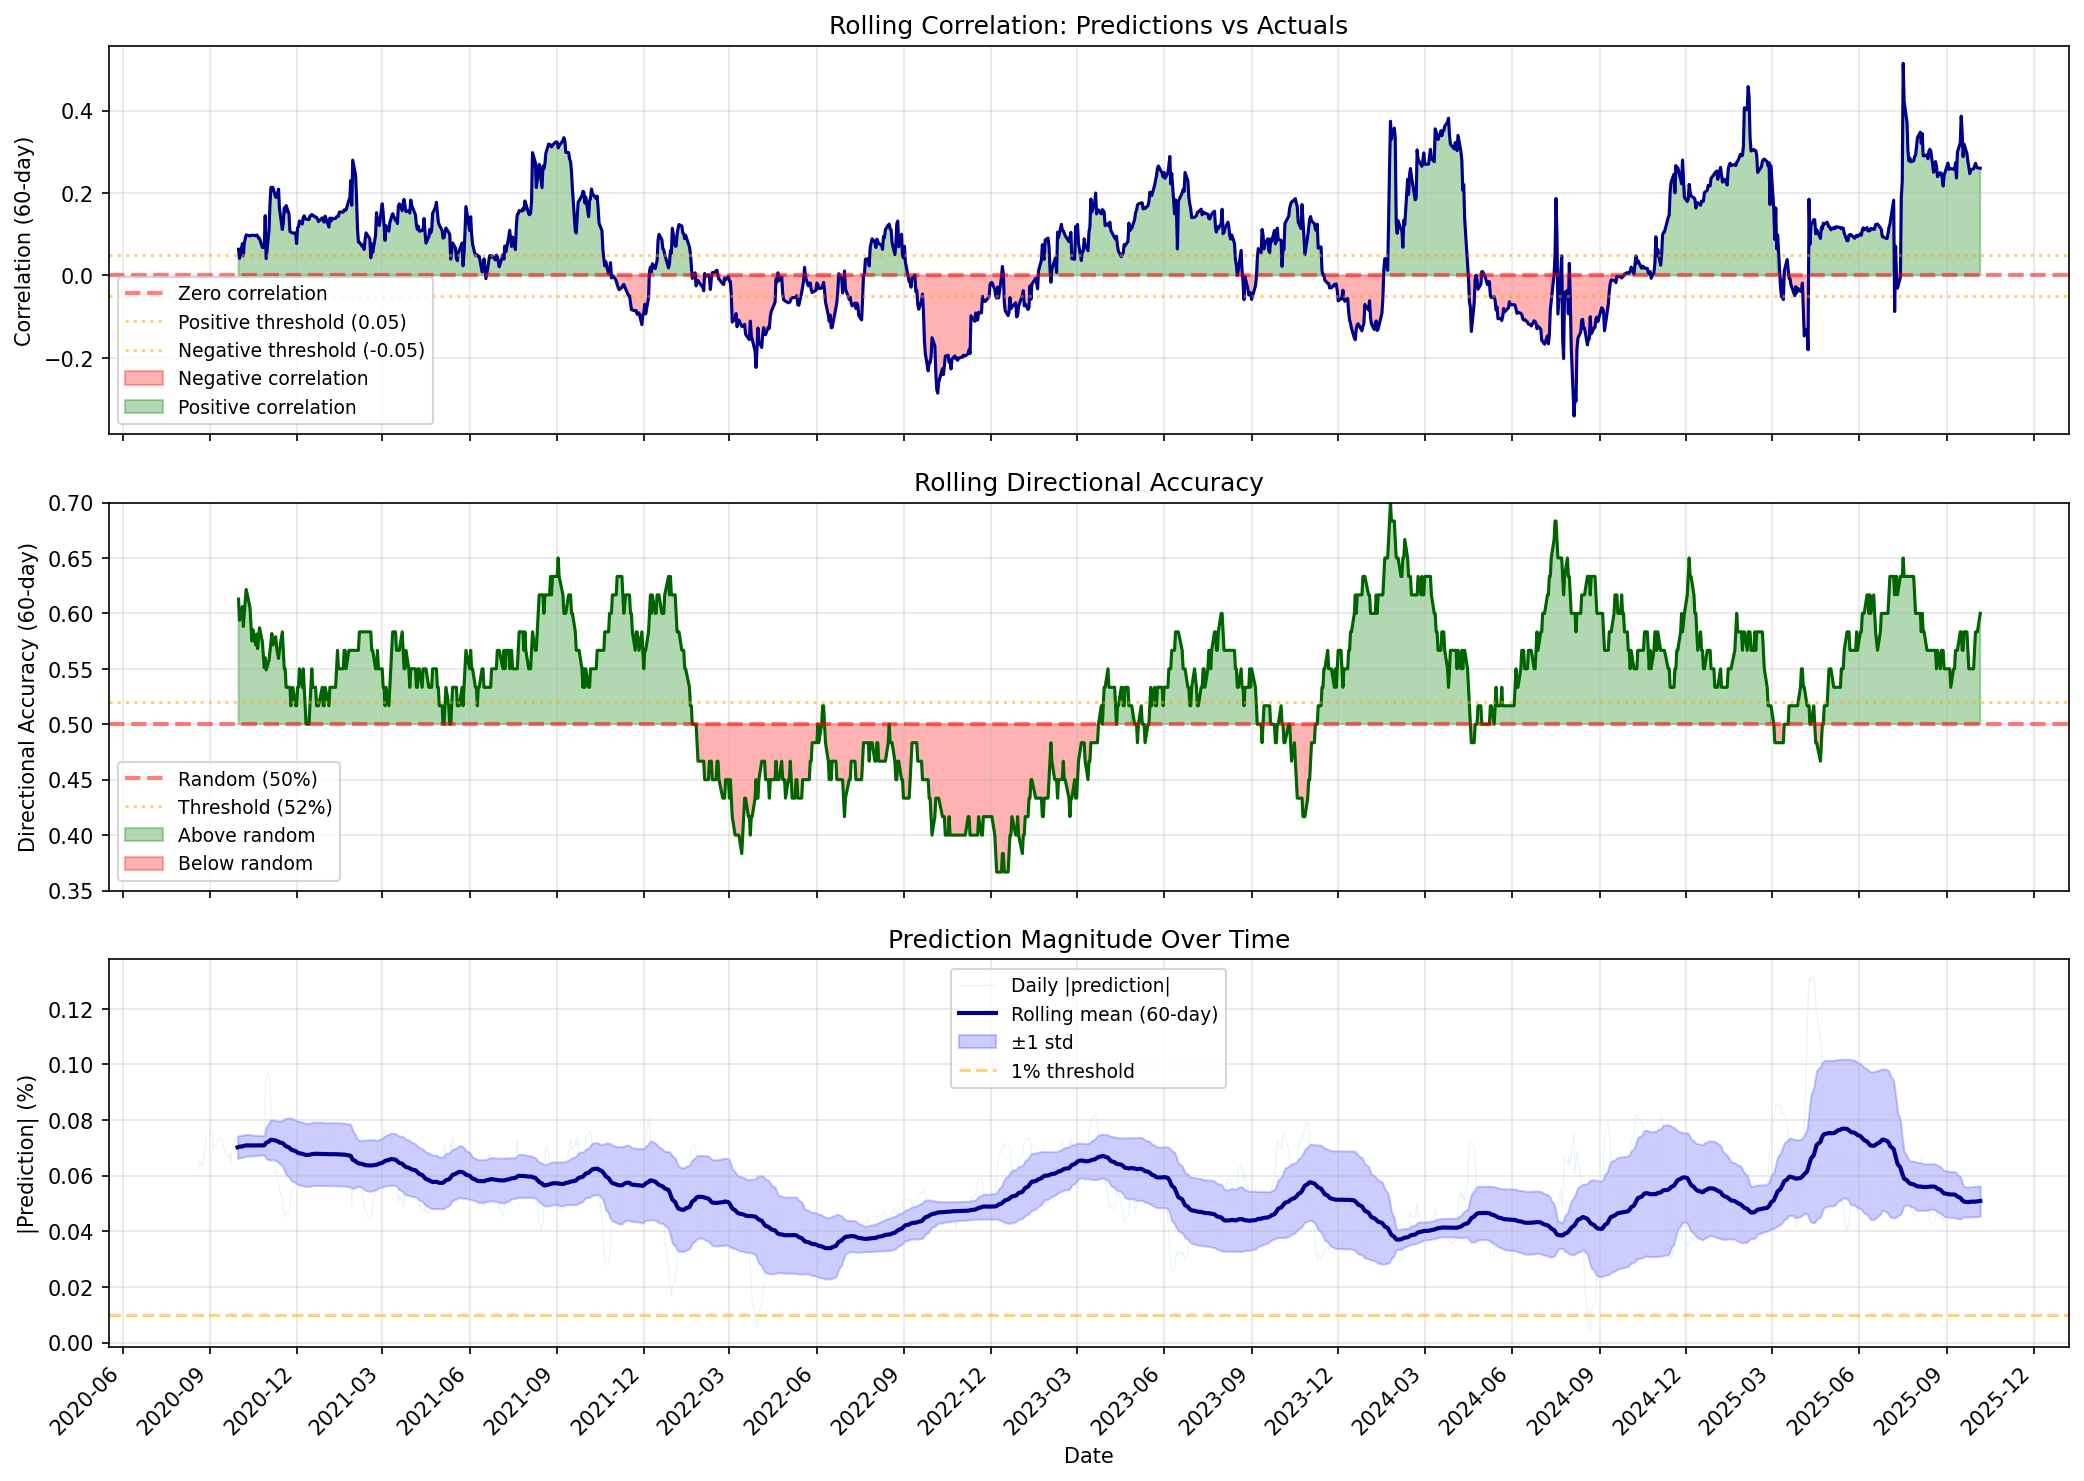 Rolling Correlation: Predictions vs Actuals
Correlation (60-day)
0.4
0.2
0.0
−0.2
Zero correlation
Positive threshold (0.05)
Negative threshold (-0.05)
Negative correlation
Positive correlation
Rolling Directional Accuracy
Directional Accuracy (60-day)
0.70
0.65
0.60
0.55
0.50
0.45
0.40
0.35
Random (50%)
Threshold (52%)
Above random
Below random
Prediction Magnitude Over Time
|Prediction| (%)
0.12
0.10
0.08
0.06
0.04
0.02
0.00
Daily |prediction|
Rolling mean (60-day)
±1 std
1% threshold
2020-06
2020-09
2020-12
2021-03
2021-06
2021-09
2021-12
2022-03
2022-06
2022-09
2022-12
2023-03
2023-06
2023-09
2023-12
2024-03
2024-06
2024-09
2024-12
2025-03
2025-06
2025-09
2025-12
Date